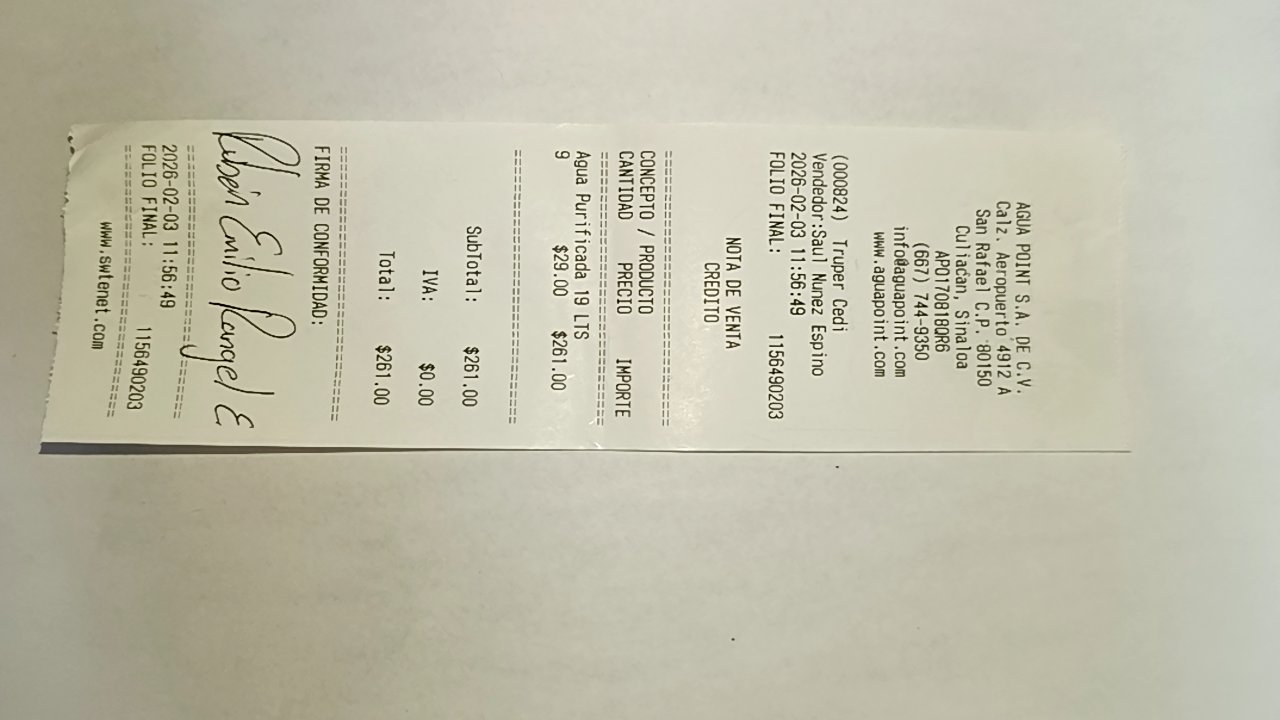 AGUA POINT S.A. DE C.V.
Calz. Aeropuerto 4912 A
San Rafael C.P. 80150
Culiacan, Sinaloa
APO170818QR6
(667) 744-9350
info@aguapoint.com
www.aguapoint.com
(000824) Truper Cedi
Vendedor:Saul Nunez Espino
2026-02-03 11:56:49
FOLIO FINAL: 1156490203
NOTA DE VENTA
CREDITO
==============================
CONCEPTO / PRODUCTO
CANTIDAD PRECIO IMPORTE
==============================
Agua Purificada 19 LTS
9 $29.00 $261.00
==============================
SubTotal: $261.00
IVA: $0.00
Total: $261.00
==============================
FIRMA DE CONFORMIDAD:
Rubén Emilio Rangel E
==============================
2026-02-03 11:56:49
FOLIO FINAL: 1156490203
==============================
www.swtenet.com